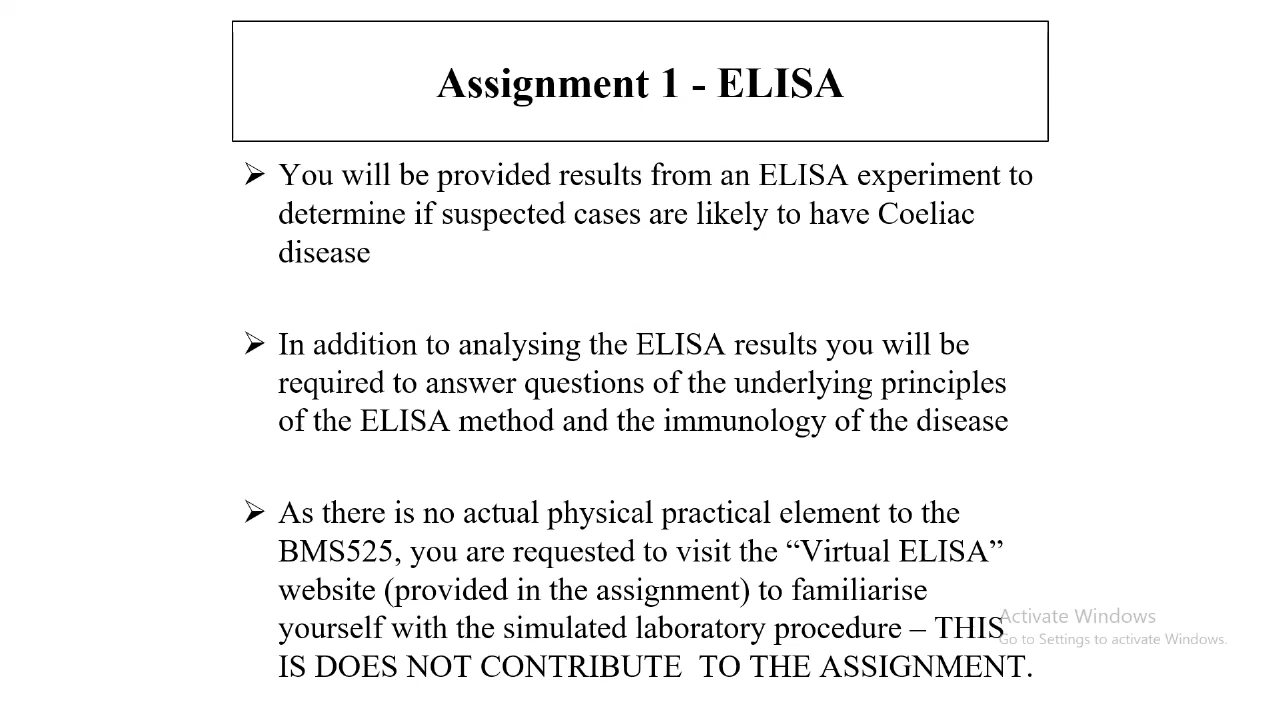 Assignment 1 - ELISA
➢ You will be provided results from an ELISA experiment to
determine if suspected cases are likely to have Coeliac
disease
➢ In addition to analysing the ELISA results you will be
required to answer questions of the underlying principles
of the ELISA method and the immunology of the disease
➢ As there is no actual physical practical element to the
BMS525, you are requested to visit the “Virtual ELISA”
website (provided in the assignment) to familiarise
yourself with the simulated laboratory procedure – THIS
IS DOES NOT CONTRIBUTE  TO THE ASSIGNMENT.
Activate Windows
Go to Settings to activate Windows.